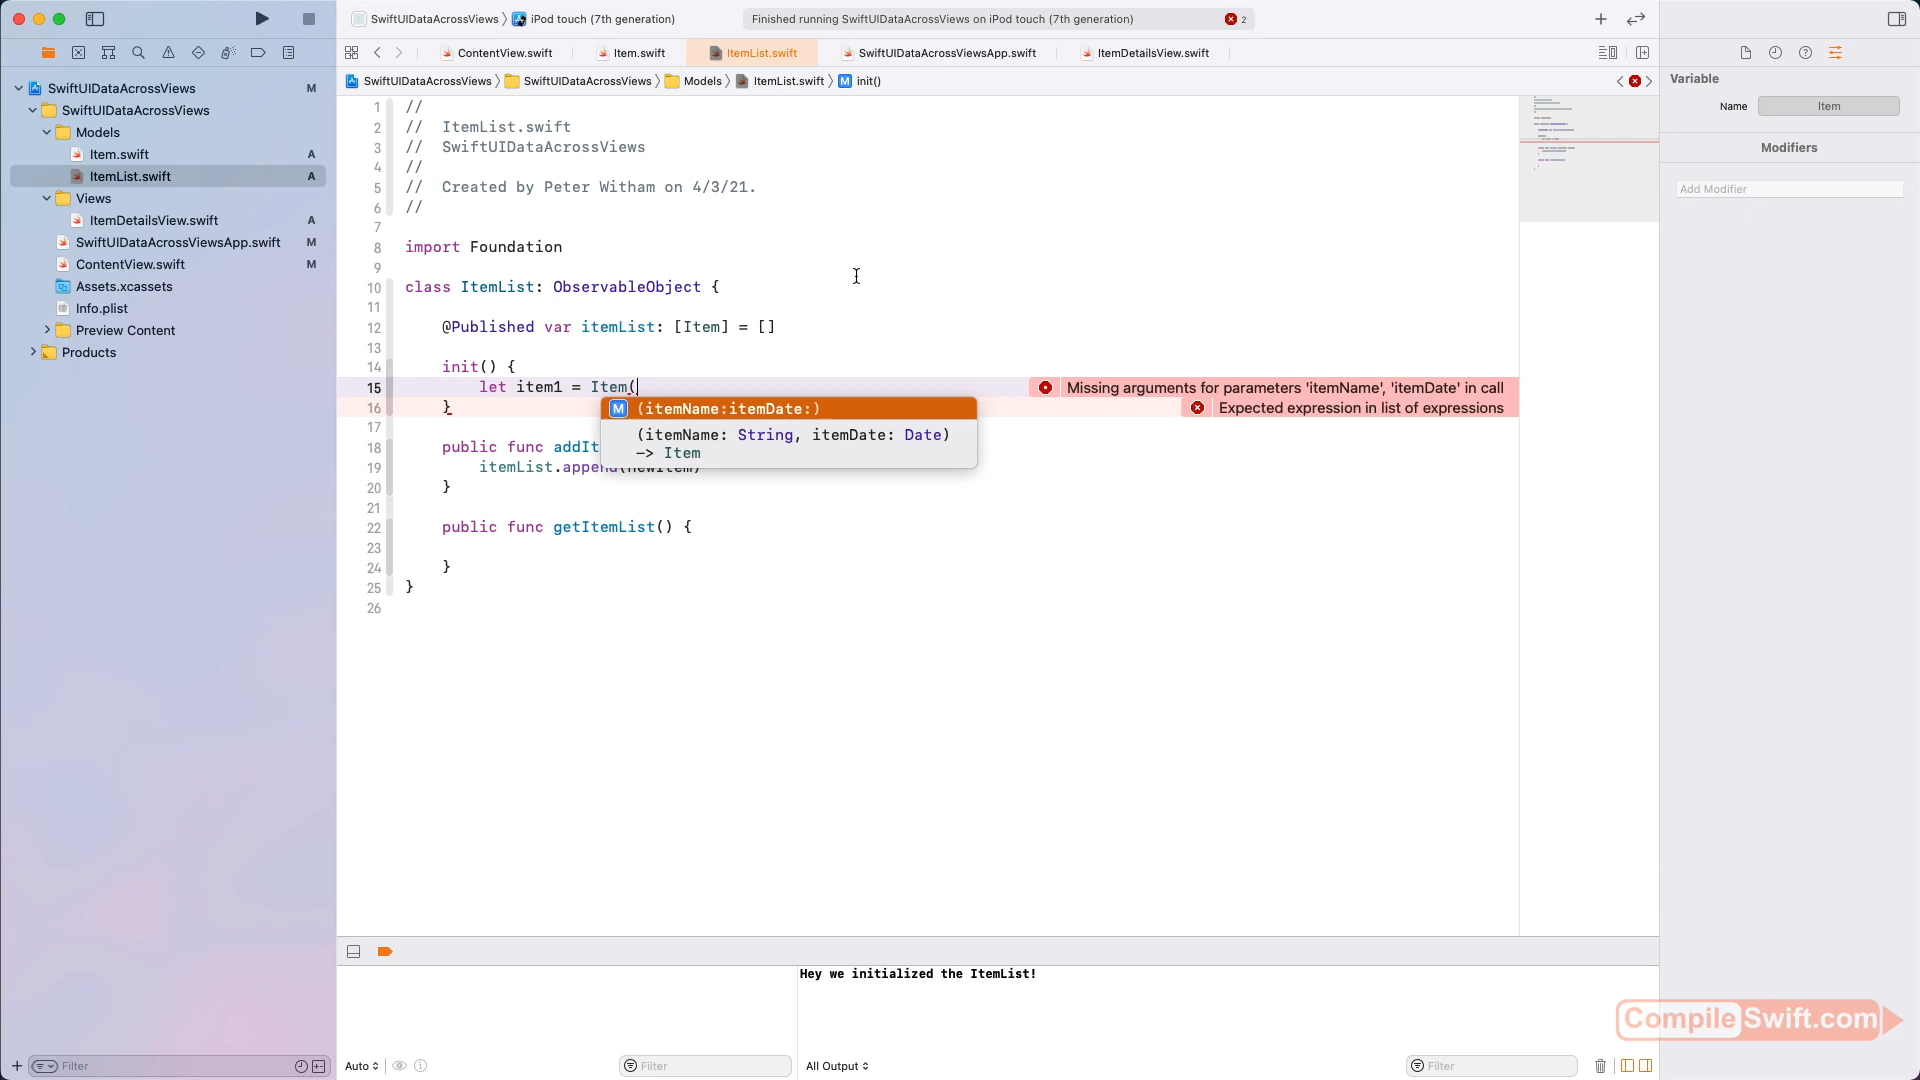 SwiftUIDataAcrossViews
iPod touch (7th generation)
Finished running SwiftUIDataAcrossViews on iPod touch (7th generation)
2
ContentView.swift
Item.swift
ItemList.swift
SwiftUIDataAcrossViewsApp.swift
ItemDetailsView.swift
SwiftUIDataAcrossViews
SwiftUIDataAcrossViews
Models
ItemList.swift
M
init()
SwiftUIDataAcrossViews M
SwiftUIDataAcrossViews
Models
Item.swift A
ItemList.swift A
Views
ItemDetailsView.swift A
SwiftUIDataAcrossViewsApp.swift M
ContentView.swift M
Assets.xcassets
Info.plist
Preview Content
Products
Filter
1 //
2 // ItemList.swift
3 // SwiftUIDataAcrossViews
4 //
5 // Created by Peter Witham on 4/3/21.
6 //
7
8 import Foundation
9
10 class ItemList: ObservableObject {
11
12 @Published var itemList: [Item] = []
13
14 init() {
15 let item1 = Item(
Missing arguments for parameters 'itemName', 'itemDate' in call
16 }
Expected expression in list of expressions
M (itemName:itemDate:)
(itemName: String, itemDate: Date)
-> Item
17
18 public func addIt
19 itemList.append(newItem)
20 }
21
22 public func getItemList() {
23
24 }
25 }
26
Variable
Name Item
Modifiers
Add Modifier
Hey we initialized the ItemList!
Auto
Filter
All Output
Filter
CompileSwift.com